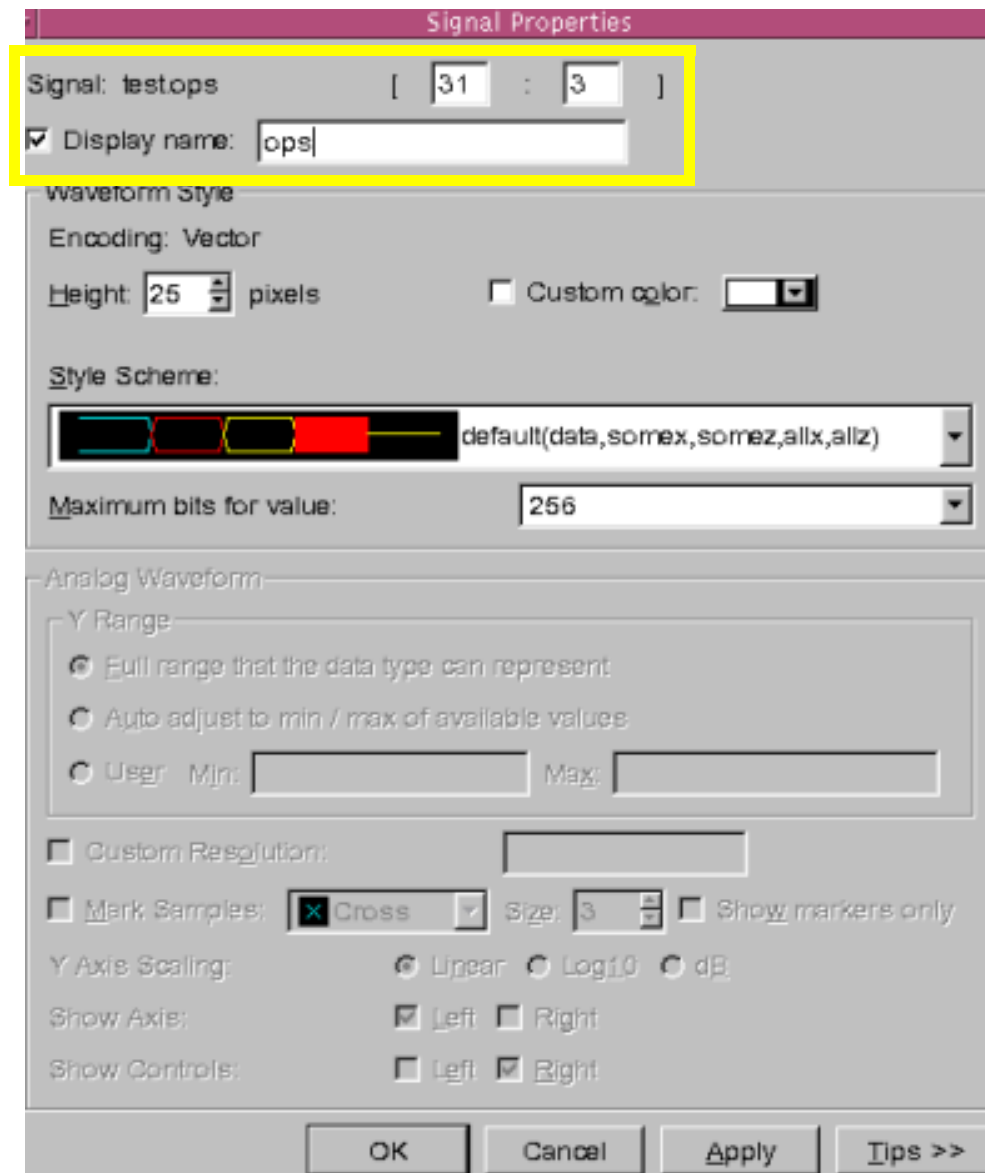 Signal Properties
Signal: test.ops [ 31 : 3 ]
Display name: ops
Waveform Style
Encoding: Vector
Height: 25 pixels Custom color:
Style Scheme:
default(data,somex,somez,allx,allz)
Maximum bits for value: 256
Analog Waveform
Y Range
Full range that the data type can represent
Auto adjust to min / max of available values
User Min: Max:
Custom Resolution:
Mark Samples: Cross Size: 3 Show markers only
Y Axis Scaling: Linear Log10 dB
Show Axis: Left Right
Show Controls: Left Right
OK Cancel Apply Tips >>